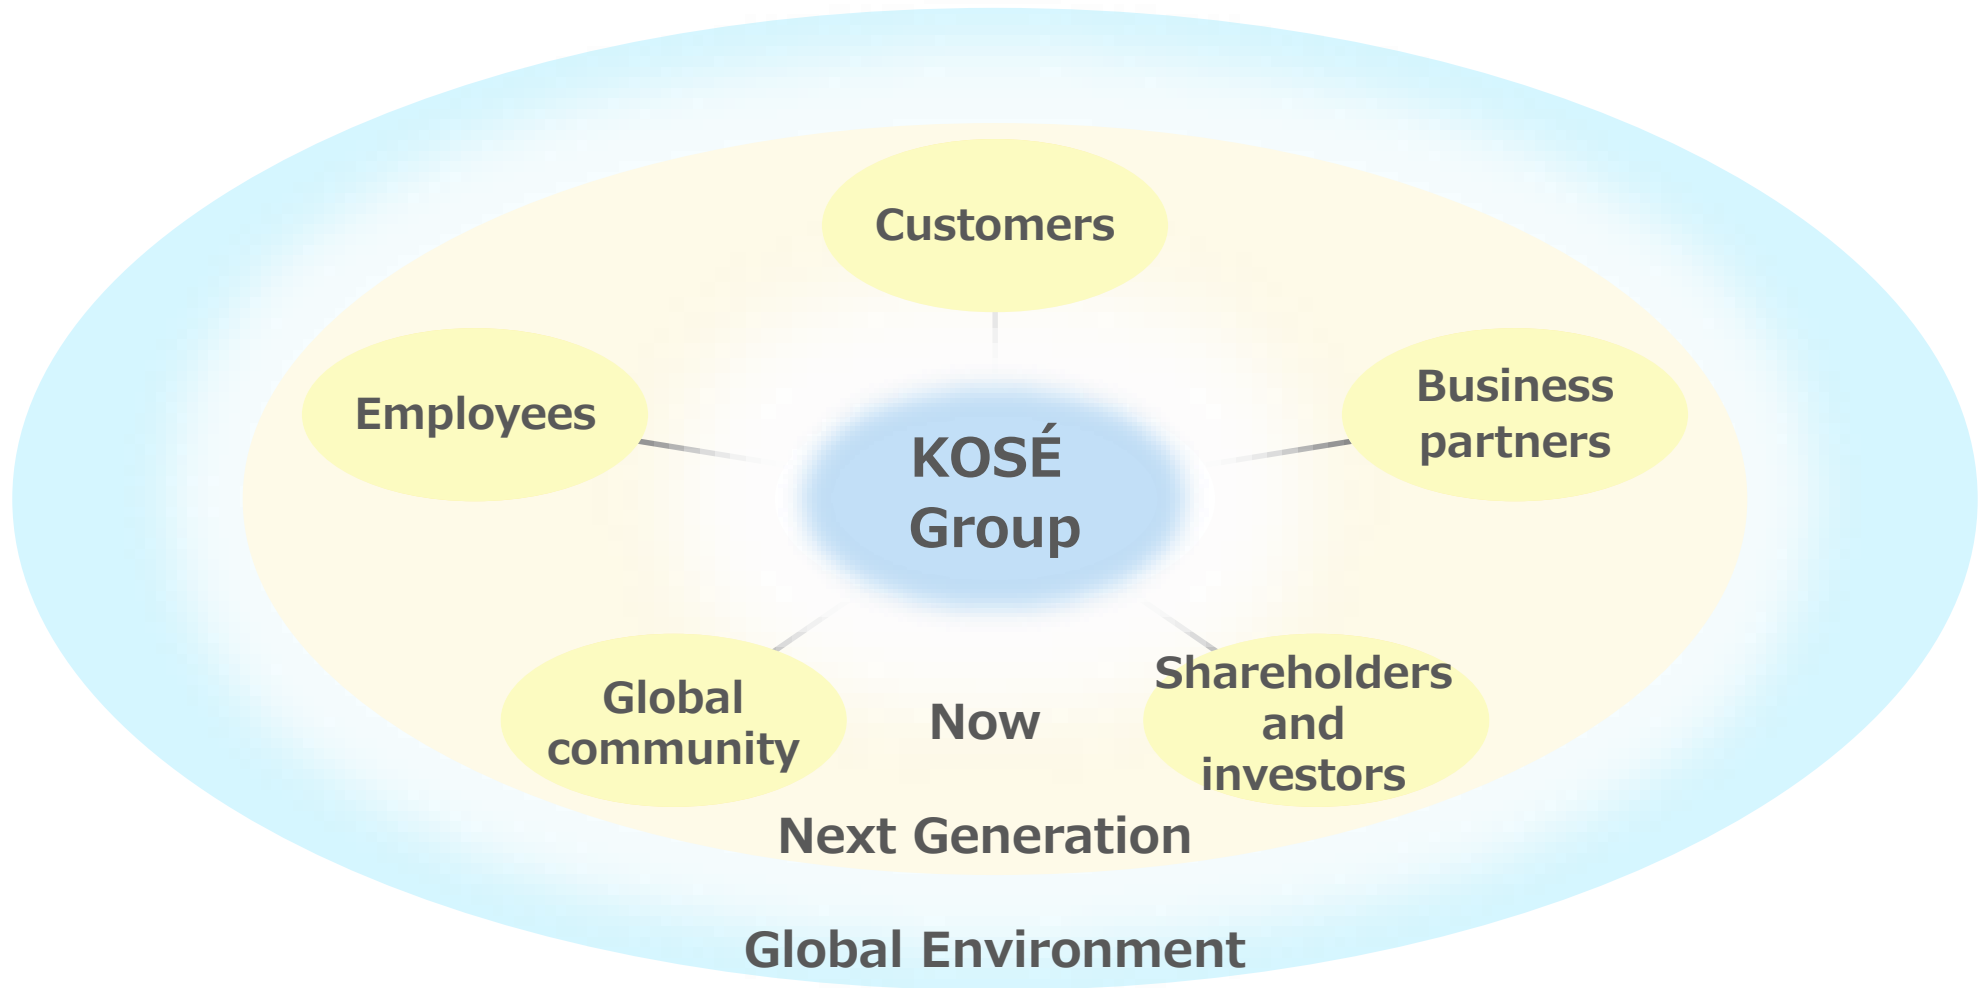 Customers
Employees
Business
partners
KOSÉ
Group
Global
community
Now
Shareholders
and
investors
Next Generation
Global Environment